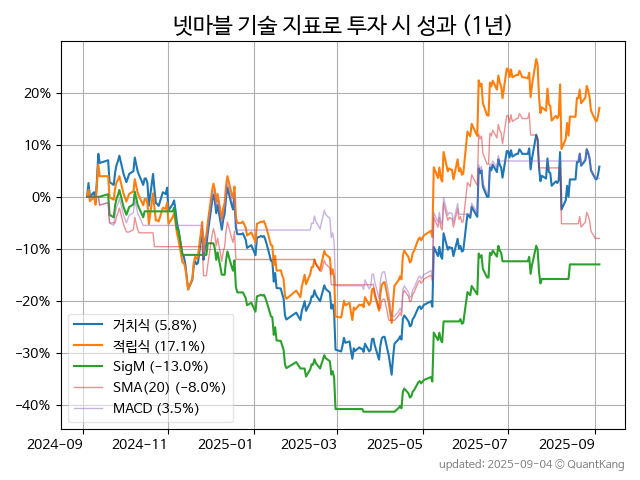 넷마블 기술 지표로 투자 시 성과 (1년)
20%
10%
0%
−10%
−20%
−30%
−40%
거치식 (5.8%)
적립식 (17.1%)
SigM (−13.0%)
SMA(20) (−8.0%)
MACD (3.5%)
2024-09
2024-11
2025-01
2025-03
2025-05
2025-07
2025-09
updated: 2025-09-04 © QuantKang